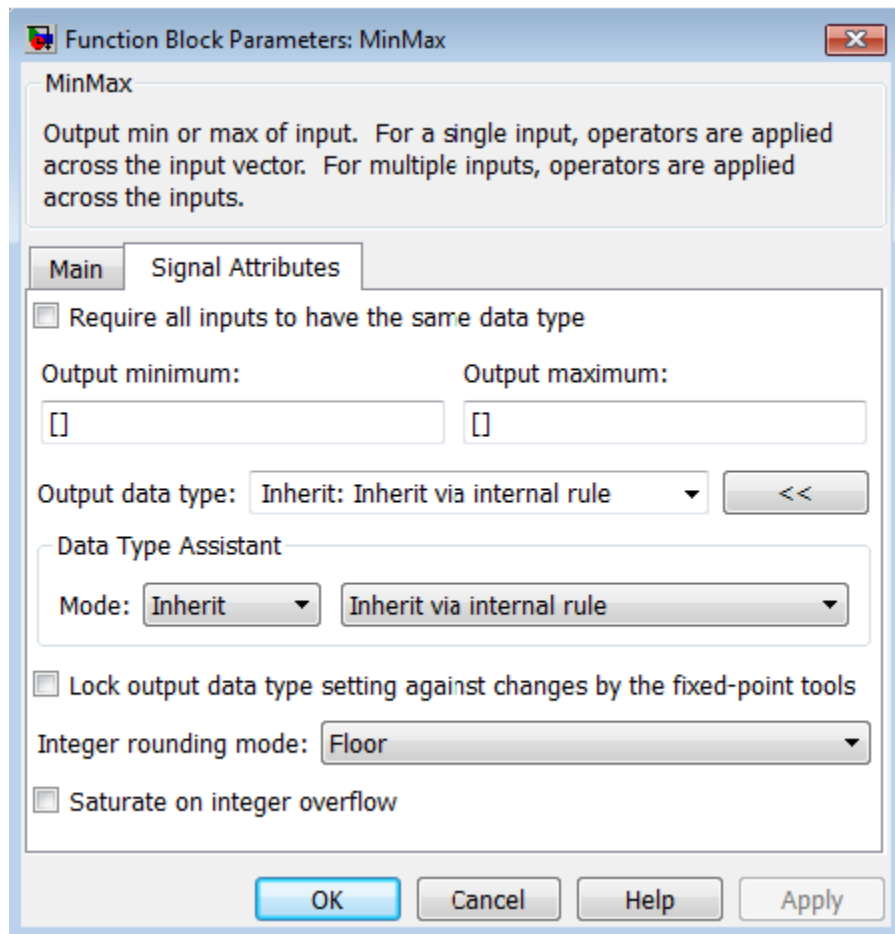 Function Block Parameters: MinMax
MinMax
Output min or max of input.  For a single input, operators are applied
across the input vector.  For multiple inputs, operators are applied
across the inputs.
Main Signal Attributes
Require all inputs to have the same data type
Output minimum: Output maximum:
[] []
Output data type: Inherit: Inherit via internal rule <<
Data Type Assistant
Mode: Inherit Inherit via internal rule
Lock output data type setting against changes by the fixed-point tools
Integer rounding mode: Floor
Saturate on integer overflow
OK Cancel Help Apply